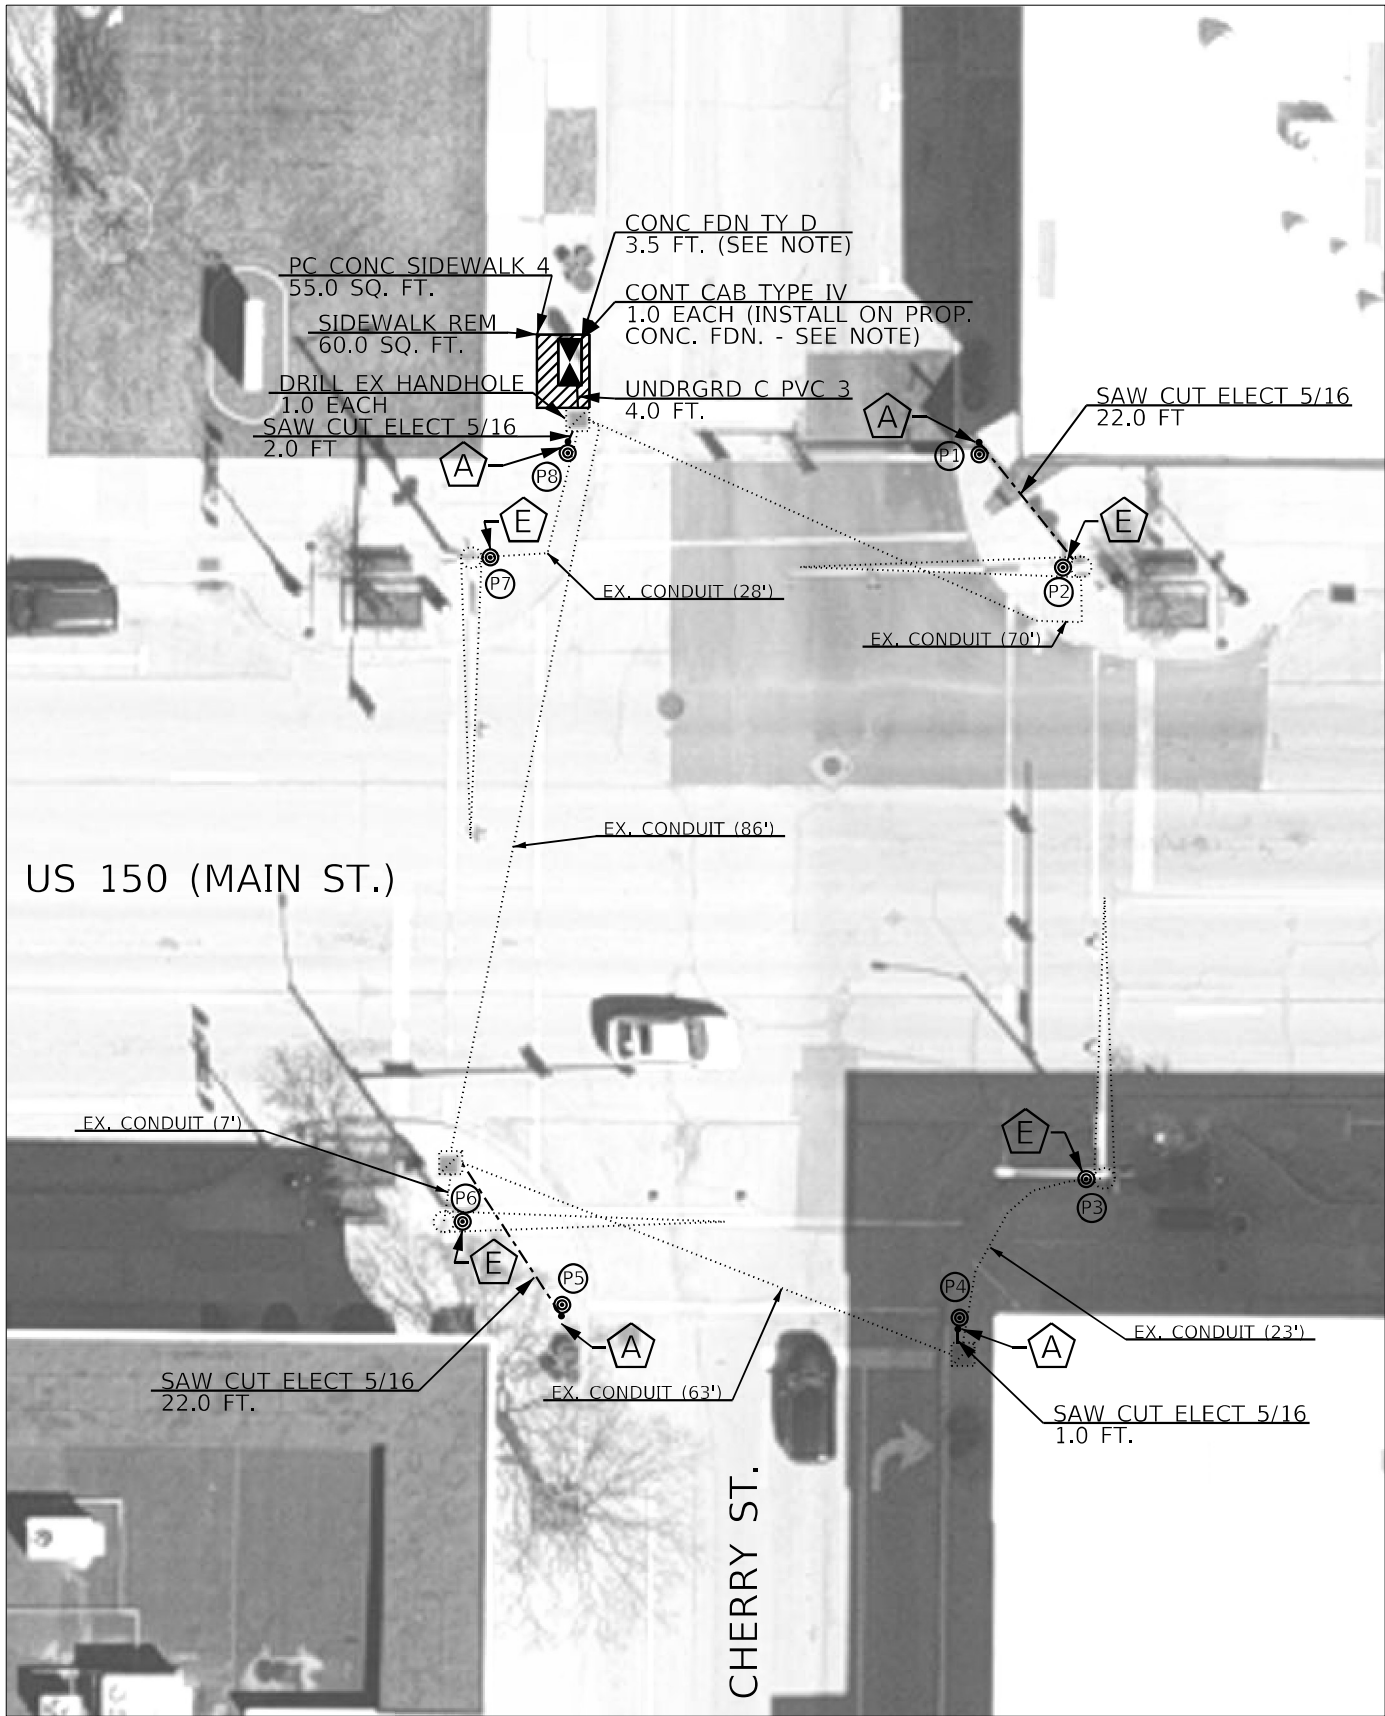 CONC FDN TY D
3.5 FT. (SEE NOTE)
PC CONC SIDEWALK 4
55.0 SQ. FT.
CONT CAB TYPE IV
1.0 EACH (INSTALL ON PROP.
CONC. FDN. - SEE NOTE)
SIDEWALK REM
60.0 SQ. FT.
DRILL EX HANDHOLE
1.0 EACH
UNDRGRD C PVC 3
4.0 FT.
SAW CUT ELECT 5/16
22.0 FT
SAW CUT ELECT 5/16
2.0 FT
A
A
P1
P8
E
E
P7
P2
EX. CONDUIT (28')
EX. CONDUIT (70')
EX. CONDUIT (86')
US 150 (MAIN ST.)
EX. CONDUIT (7')
E
P6
P3
E
P5
P4
A
A
EX. CONDUIT (23')
SAW CUT ELECT 5/16
22.0 FT.
EX. CONDUIT (63')
SAW CUT ELECT 5/16
1.0 FT.
CHERRY ST.